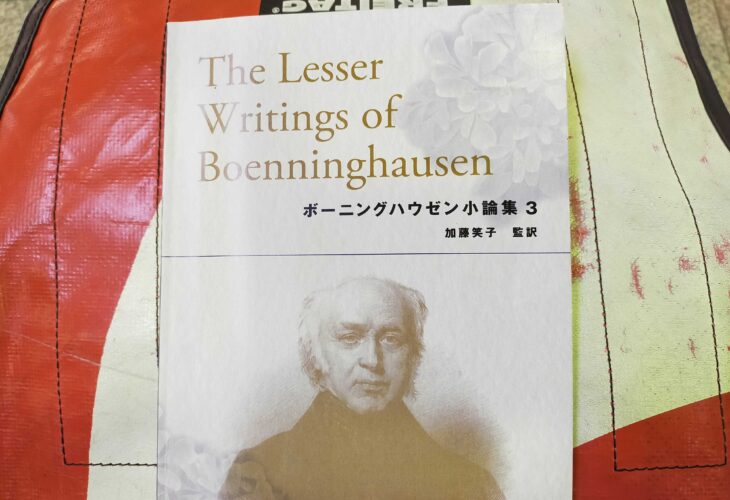 FREITAG
The Lesser
Writings of
Boenninghausen
ボーニングハウゼン小論集 3
加藤笑子 監訳